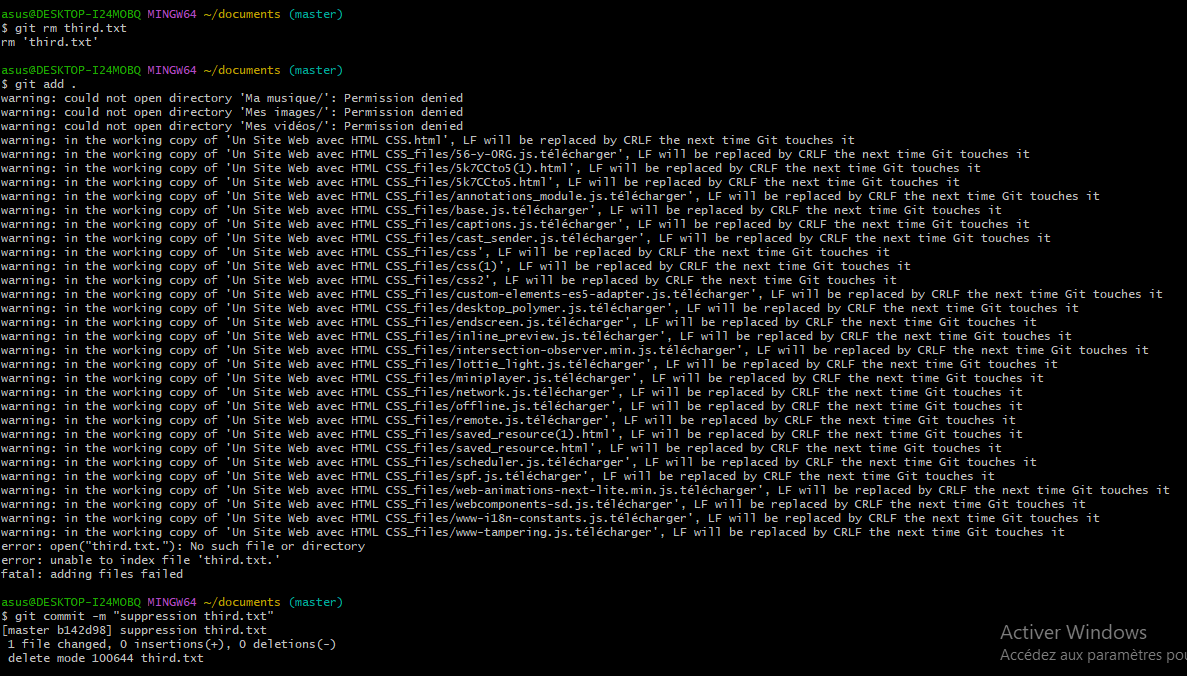 asus@DESKTOP-I24MOBQ MINGW64 ~/documents (master)
$ git rm third.txt
rm 'third.txt'
asus@DESKTOP-I24MOBQ MINGW64 ~/documents (master)
$ git add .
warning: could not open directory 'Ma musique/': Permission denied
warning: could not open directory 'Mes images/': Permission denied
warning: could not open directory 'Mes vidéos/': Permission denied
warning: in the working copy of 'Un Site Web avec HTML CSS.html', LF will be replaced by CRLF the next time Git touches it
warning: in the working copy of 'Un Site Web avec HTML CSS_files/56-y-ORG.js.télécharger', LF will be replaced by CRLF the next time Git touches it
warning: in the working copy of 'Un Site Web avec HTML CSS_files/5k7CCto5(1).html', LF will be replaced by CRLF the next time Git touches it
warning: in the working copy of 'Un Site Web avec HTML CSS_files/5k7CCto5.html', LF will be replaced by CRLF the next time Git touches it
warning: in the working copy of 'Un Site Web avec HTML CSS_files/annotations_module.js.télécharger', LF will be replaced by CRLF the next time Git touches it
warning: in the working copy of 'Un Site Web avec HTML CSS_files/base.js.télécharger', LF will be replaced by CRLF the next time Git touches it
warning: in the working copy of 'Un Site Web avec HTML CSS_files/captions.js.télécharger', LF will be replaced by CRLF the next time Git touches it
warning: in the working copy of 'Un Site Web avec HTML CSS_files/cast_sender.js.télécharger', LF will be replaced by CRLF the next time Git touches it
warning: in the working copy of 'Un Site Web avec HTML CSS_files/css', LF will be replaced by CRLF the next time Git touches it
warning: in the working copy of 'Un Site Web avec HTML CSS_files/css(1)', LF will be replaced by CRLF the next time Git touches it
warning: in the working copy of 'Un Site Web avec HTML CSS_files/css2', LF will be replaced by CRLF the next time Git touches it
warning: in the working copy of 'Un Site Web avec HTML CSS_files/custom-elements-es5-adapter.js.télécharger', LF will be replaced by CRLF the next time Git touches it
warning: in the working copy of 'Un Site Web avec HTML CSS_files/desktop_polymer.js.télécharger', LF will be replaced by CRLF the next time Git touches it
warning: in the working copy of 'Un Site Web avec HTML CSS_files/endscreen.js.télécharger', LF will be replaced by CRLF the next time Git touches it
warning: in the working copy of 'Un Site Web avec HTML CSS_files/inline_preview.js.télécharger', LF will be replaced by CRLF the next time Git touches it
warning: in the working copy of 'Un Site Web avec HTML CSS_files/intersection-observer.min.js.télécharger', LF will be replaced by CRLF the next time Git touches it
warning: in the working copy of 'Un Site Web avec HTML CSS_files/lottie_light.js.télécharger', LF will be replaced by CRLF the next time Git touches it
warning: in the working copy of 'Un Site Web avec HTML CSS_files/miniplayer.js.télécharger', LF will be replaced by CRLF the next time Git touches it
warning: in the working copy of 'Un Site Web avec HTML CSS_files/network.js.télécharger', LF will be replaced by CRLF the next time Git touches it
warning: in the working copy of 'Un Site Web avec HTML CSS_files/offline.js.télécharger', LF will be replaced by CRLF the next time Git touches it
warning: in the working copy of 'Un Site Web avec HTML CSS_files/remote.js.télécharger', LF will be replaced by CRLF the next time Git touches it
warning: in the working copy of 'Un Site Web avec HTML CSS_files/saved_resource(1).html', LF will be replaced by CRLF the next time Git touches it
warning: in the working copy of 'Un Site Web avec HTML CSS_files/saved_resource.html', LF will be replaced by CRLF the next time Git touches it
warning: in the working copy of 'Un Site Web avec HTML CSS_files/scheduler.js.télécharger', LF will be replaced by CRLF the next time Git touches it
warning: in the working copy of 'Un Site Web avec HTML CSS_files/spf.js.télécharger', LF will be replaced by CRLF the next time Git touches it
warning: in the working copy of 'Un Site Web avec HTML CSS_files/web-animations-next-lite.min.js.télécharger', LF will be replaced by CRLF the next time Git touches it
warning: in the working copy of 'Un Site Web avec HTML CSS_files/webcomponents-sd.js.télécharger', LF will be replaced by CRLF the next time Git touches it
warning: in the working copy of 'Un Site Web avec HTML CSS_files/www-i18n-constants.js.télécharger', LF will be replaced by CRLF the next time Git touches it
warning: in the working copy of 'Un Site Web avec HTML CSS_files/www-tampering.js.télécharger', LF will be replaced by CRLF the next time Git touches it
error: open("third.txt."): No such file or directory
error: unable to index file 'third.txt.'
fatal: adding files failed
asus@DESKTOP-I24MOBQ MINGW64 ~/documents (master)
$ git commit -m "suppression third.txt"
[master b142d98] suppression third.txt
1 file changed, 0 insertions(+), 0 deletions(-)
delete mode 100644 third.txt
Activer Windows
Accédez aux paramètres pou